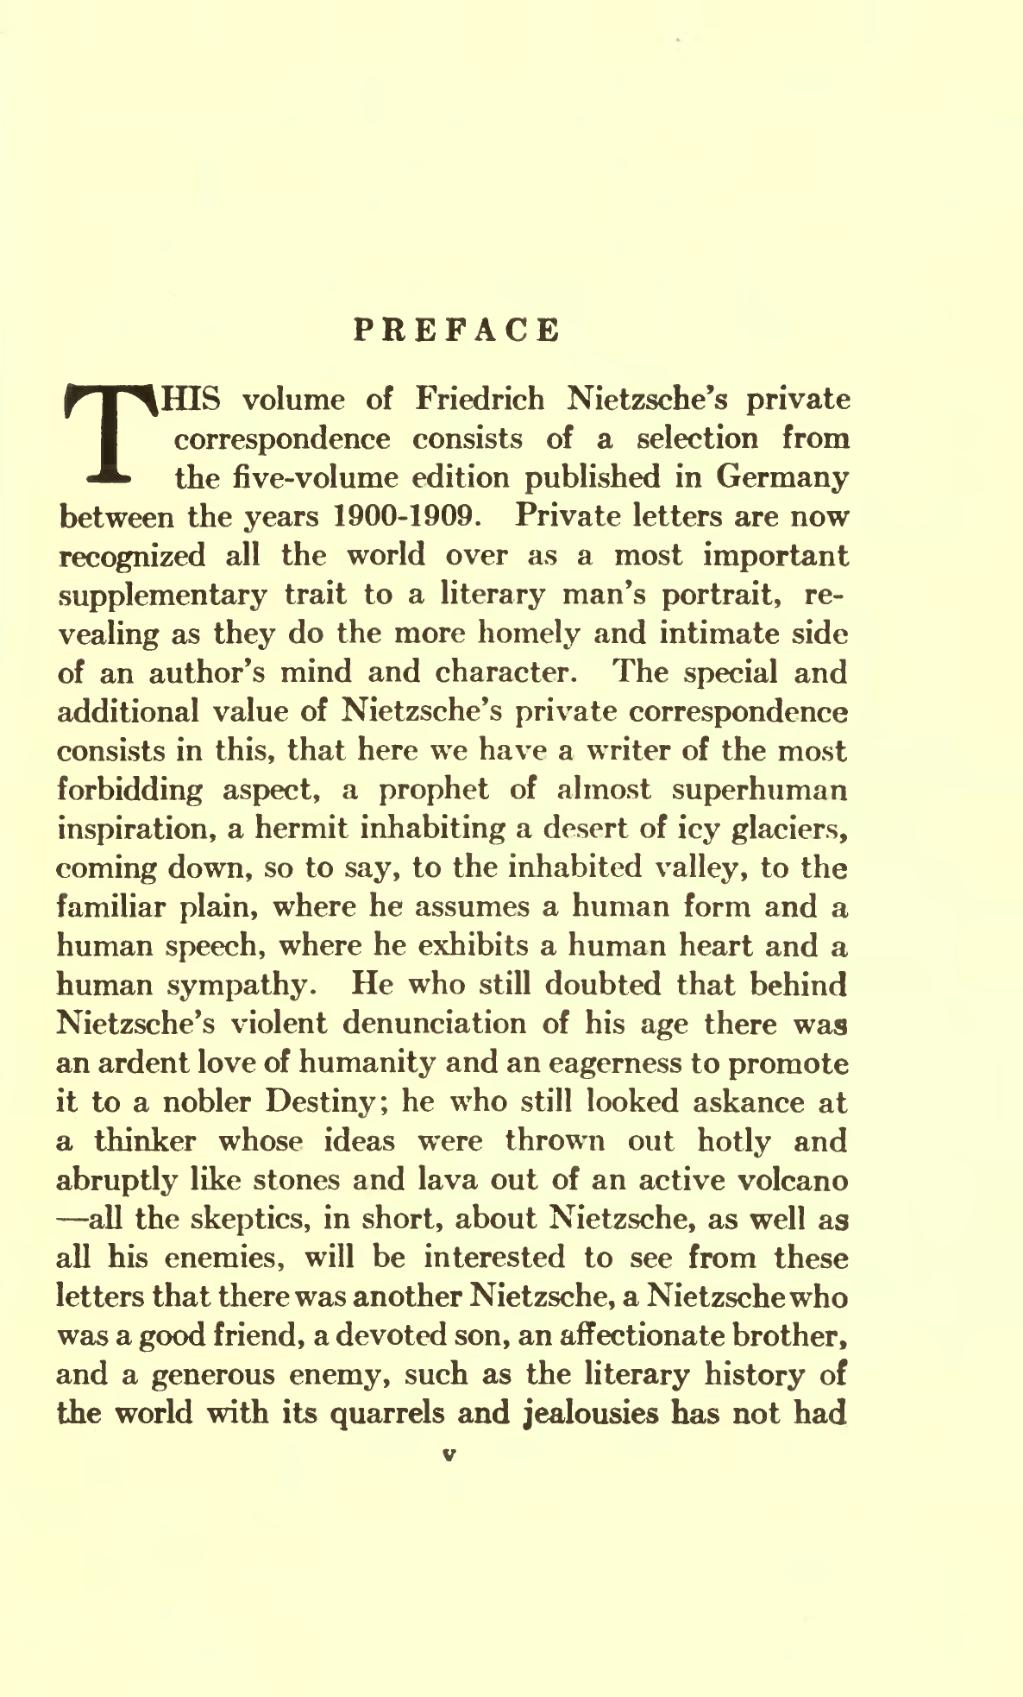 PREFACE
THIS volume of Friedrich Nietzsche's private
correspondence consists of a selection from
the five-volume edition published in Germany
between the years 1900-1909. Private letters are now
recognized all the world over as a most important
supplementary trait to a literary man's portrait, re-
vealing as they do the more homely and intimate side
of an author's mind and character. The special and
additional value of Nietzsche's private correspondence
consists in this, that here we have a writer of the most
forbidding aspect, a prophet of almost superhuman
inspiration, a hermit inhabiting a desert of icy glaciers,
coming down, so to say, to the inhabited valley, to the
familiar plain, where he assumes a human form and a
human speech, where he exhibits a human heart and a
human sympathy. He who still doubted that behind
Nietzsche's violent denunciation of his age there was
an ardent love of humanity and an eagerness to promote
it to a nobler Destiny; he who still looked askance at
a thinker whose ideas were thrown out hotly and
abruptly like stones and lava out of an active volcano
—all the skeptics, in short, about Nietzsche, as well as
all his enemies, will be interested to see from these
letters that there was another Nietzsche, a Nietzsche who
was a good friend, a devoted son, an affectionate brother,
and a generous enemy, such as the literary history of
the world with its quarrels and jealousies has not had
v